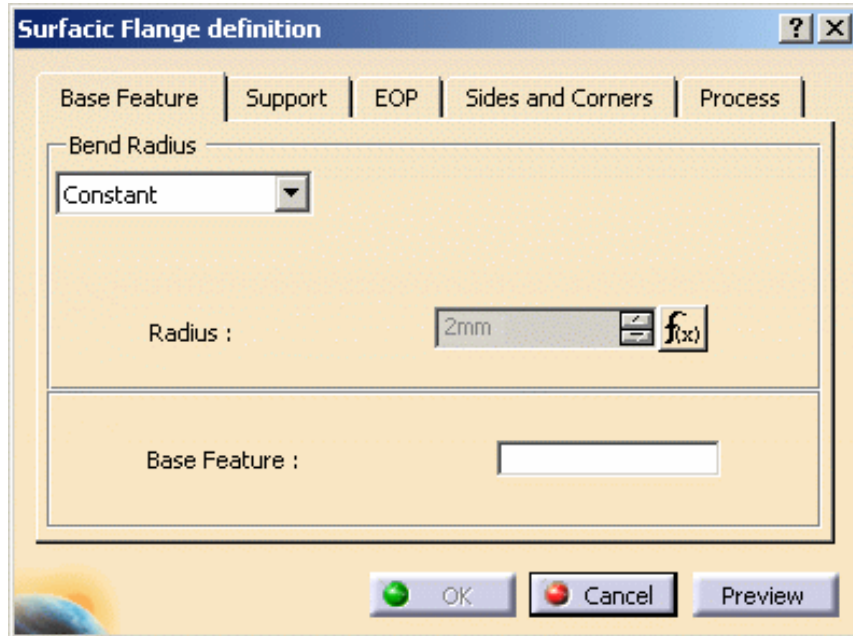 Surfacic Flange definition
Base Feature Support EOP Sides and Corners Process
Bend Radius
Constant
Radius : 2mm f(x)
Base Feature :
OK Cancel Preview